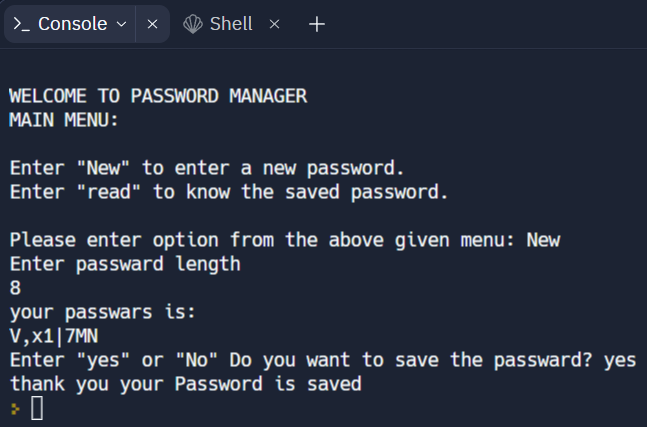 >_ Console
Shell
WELCOME TO PASSWORD MANAGER
MAIN MENU:
Enter "New" to enter a new password.
Enter "read" to know the saved password.
Please enter option from the above given menu: New
Enter passward length
8
your passwars is:
V,x1|7MN
Enter "yes" or "No" Do you want to save the passward? yes
thank you your Password is saved